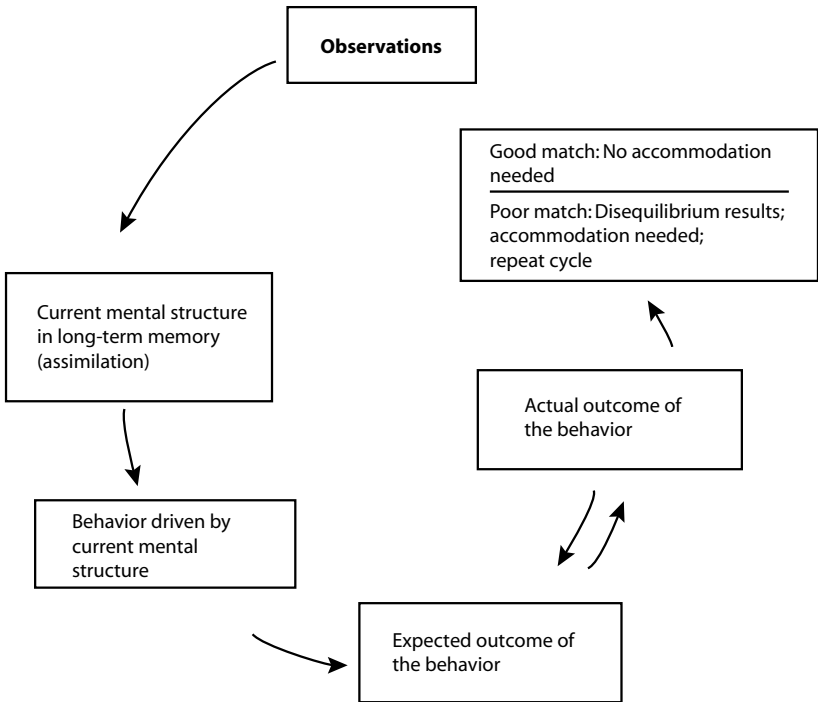 Observations
Good match: No accommodation
needed
Poor match: Disequilibrium results;
accommodation needed;
repeat cycle
Current mental structure
in long-term memory
(assimilation)
Actual outcome of
the behavior
Behavior driven by
current mental
structure
Expected outcome of
the behavior